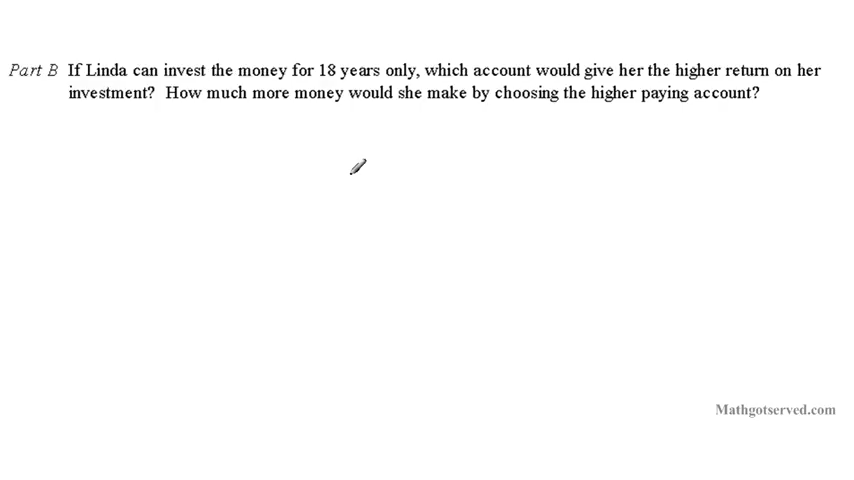 Part B If Linda can invest the money for 18 years only, which account would give her the higher return on her
investment? How much more money would she make by choosing the higher paying account?
Mathgotserved.com